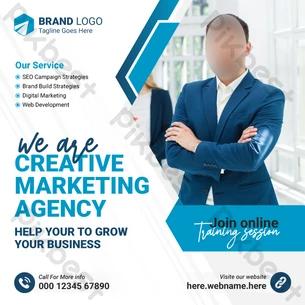 BRAND LOGO
Tagline Goes Here
Our Service
SEO Campaign Strategies
Brand Build Strategies
Digital Marketing
Web Development
we are
CREATIVE
MARKETING
AGENCY
HELP YOUR TO GROW
YOUR BUSINESS
Join online
Training session
Call For More info
000 12345 67890
Visit our website
here.webname.here
pixbest